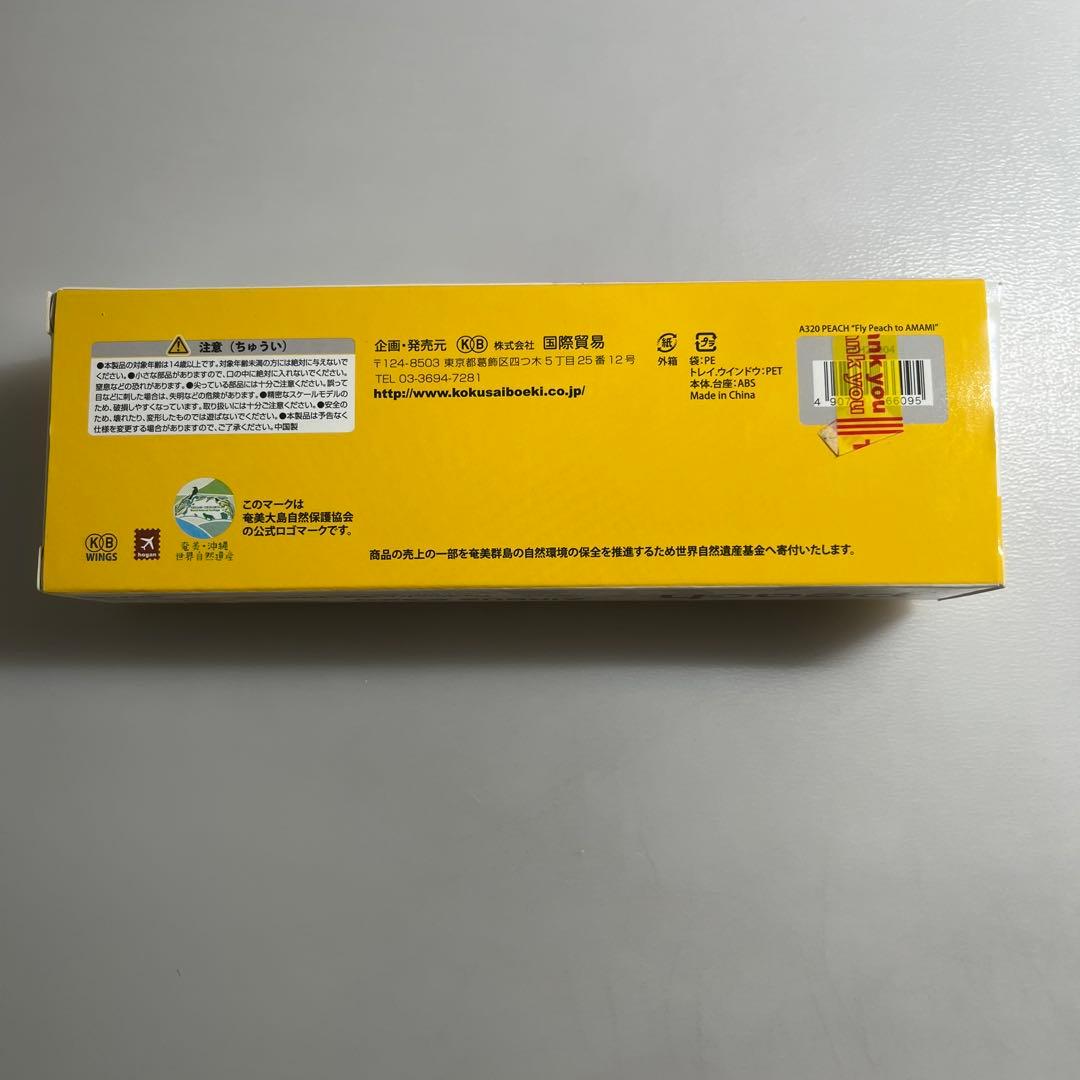 注意（ちゅうい）
●本製品の対象年齢は14歳以上です。対象年齢未満の方には絶対に与えないで
ください。●小さな部品がありますので、口の中に絶対に入れないでください。
窒息などの恐れがあります。●尖っている部品には十分ご注意ください。誤って
目などに刺した場合は、失明などの危険があります。●精密なスケールモデルの
ため、破損しやすくなっています。取り扱いには十分ご注意ください。●安全の
ため、壊れたり、変形したものでは遊ばないでください。●本製品は予告なく
仕様を変更する場合がありますので、ご了承ください。中国製
企画・発売元 KB 株式会社 国際貿易
〒124-8503 東京都葛飾区四つ木5丁目25番12号
TEL 03-3694-7281
http://www.kokusaiboeki.co.jp/
紙 プラ
外箱 袋:PE
トレイ,ウインドウ:PET
本体,台座:ABS
Made in China
A320 PEACH "Fly Peach to AMAMI"
04
4 907 66095
ink you
ink you
KB
WINGS
hogan
奄美・沖縄
世界自然遺産
このマークは
奄美大島自然保護協会
の公式ロゴマークです。
商品の売上の一部を奄美群島の自然環境の保全を推進するため世界自然遺産基金へ寄付いたします。